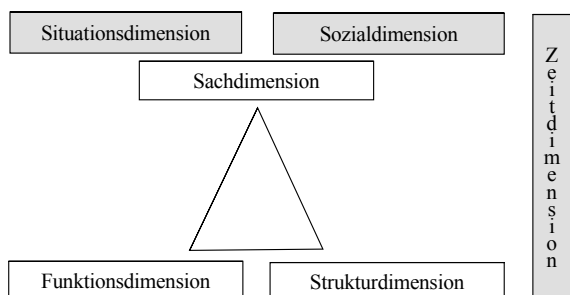 Situationsdimension
Sozialdimension
Sachdimension
Funktionsdimension
Strukturdimension
Zeitdimension